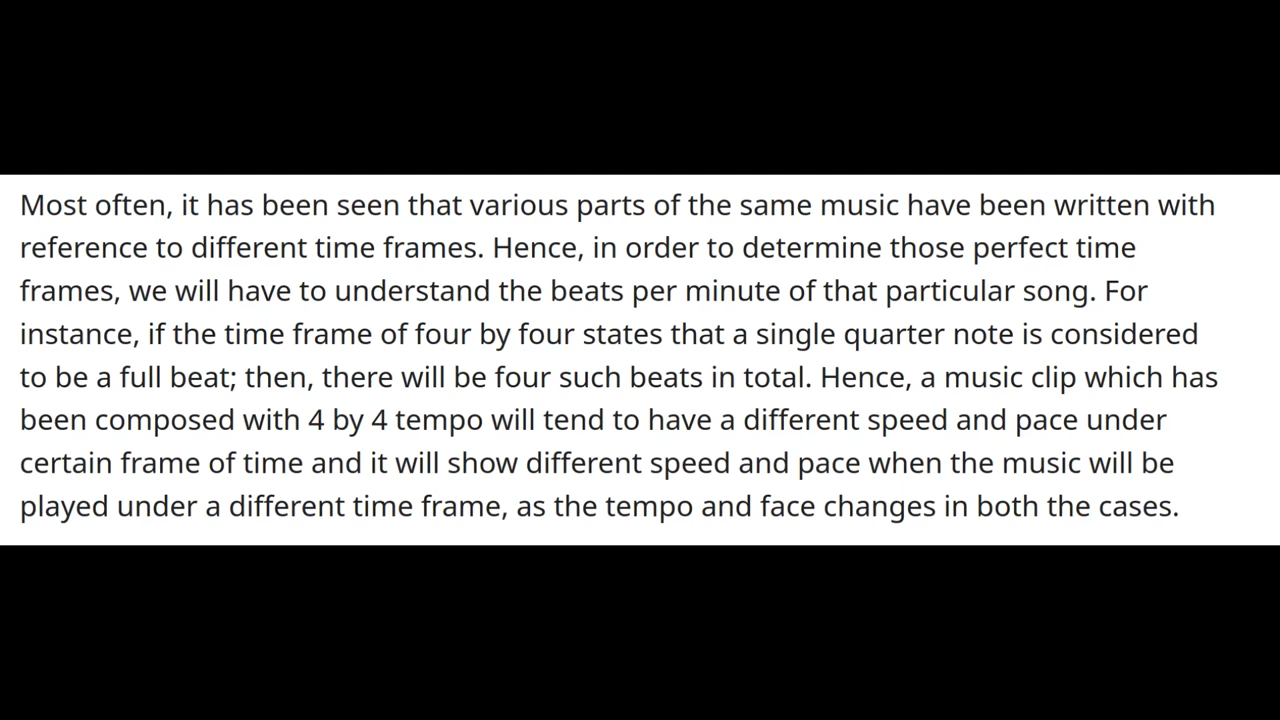 Most often, it has been seen that various parts of the same music have been written with
reference to different time frames. Hence, in order to determine those perfect time
frames, we will have to understand the beats per minute of that particular song. For
instance, if the time frame of four by four states that a single quarter note is considered
to be a full beat; then, there will be four such beats in total. Hence, a music clip which has
been composed with 4 by 4 tempo will tend to have a different speed and pace under
certain frame of time and it will show different speed and pace when the music will be
played under a different time frame, as the tempo and face changes in both the cases.